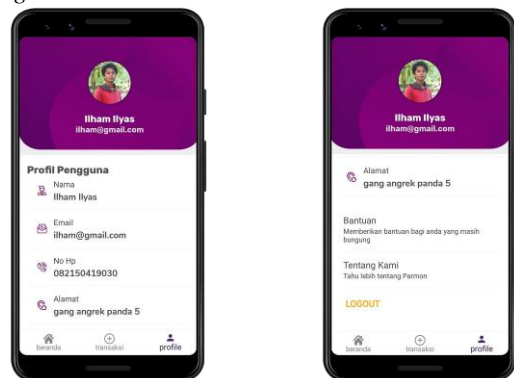 Ilham Ilyas
ilham@gmail.com
Profil Pengguna
Nama
Ilham Ilyas
Email
ilham@gmail.com
No Hp
082150419030
Alamat
gang angrek panda 5
beranda
transaksi
profile
Ilham Ilyas
ilham@gmail.com
Alamat
gang angrek panda 5
Bantuan
Memberikan bantuan bagi anda yang masih
bungung
Tentang Kami
Tahu lebih tentang Parmon
LOGOUT
beranda
transaksi
profile